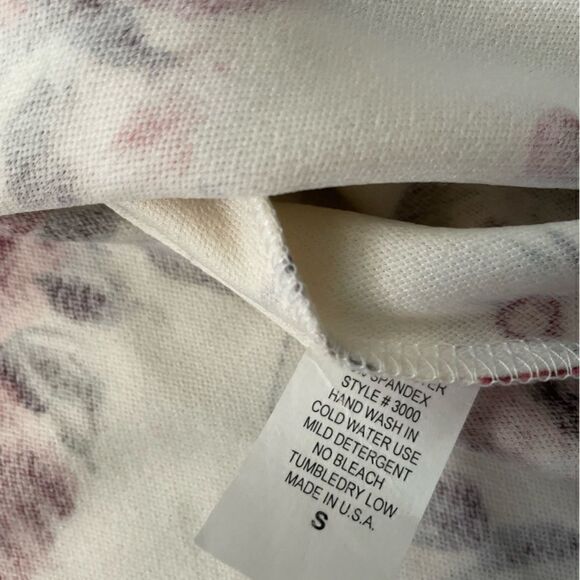 SPANDEX
STYLE # 3000
HAND WASH IN
COLD WATER USE
MILD DETERGENT
NO BLEACH
TUMBLEDRY LOW
MADE IN U.S.A.
S